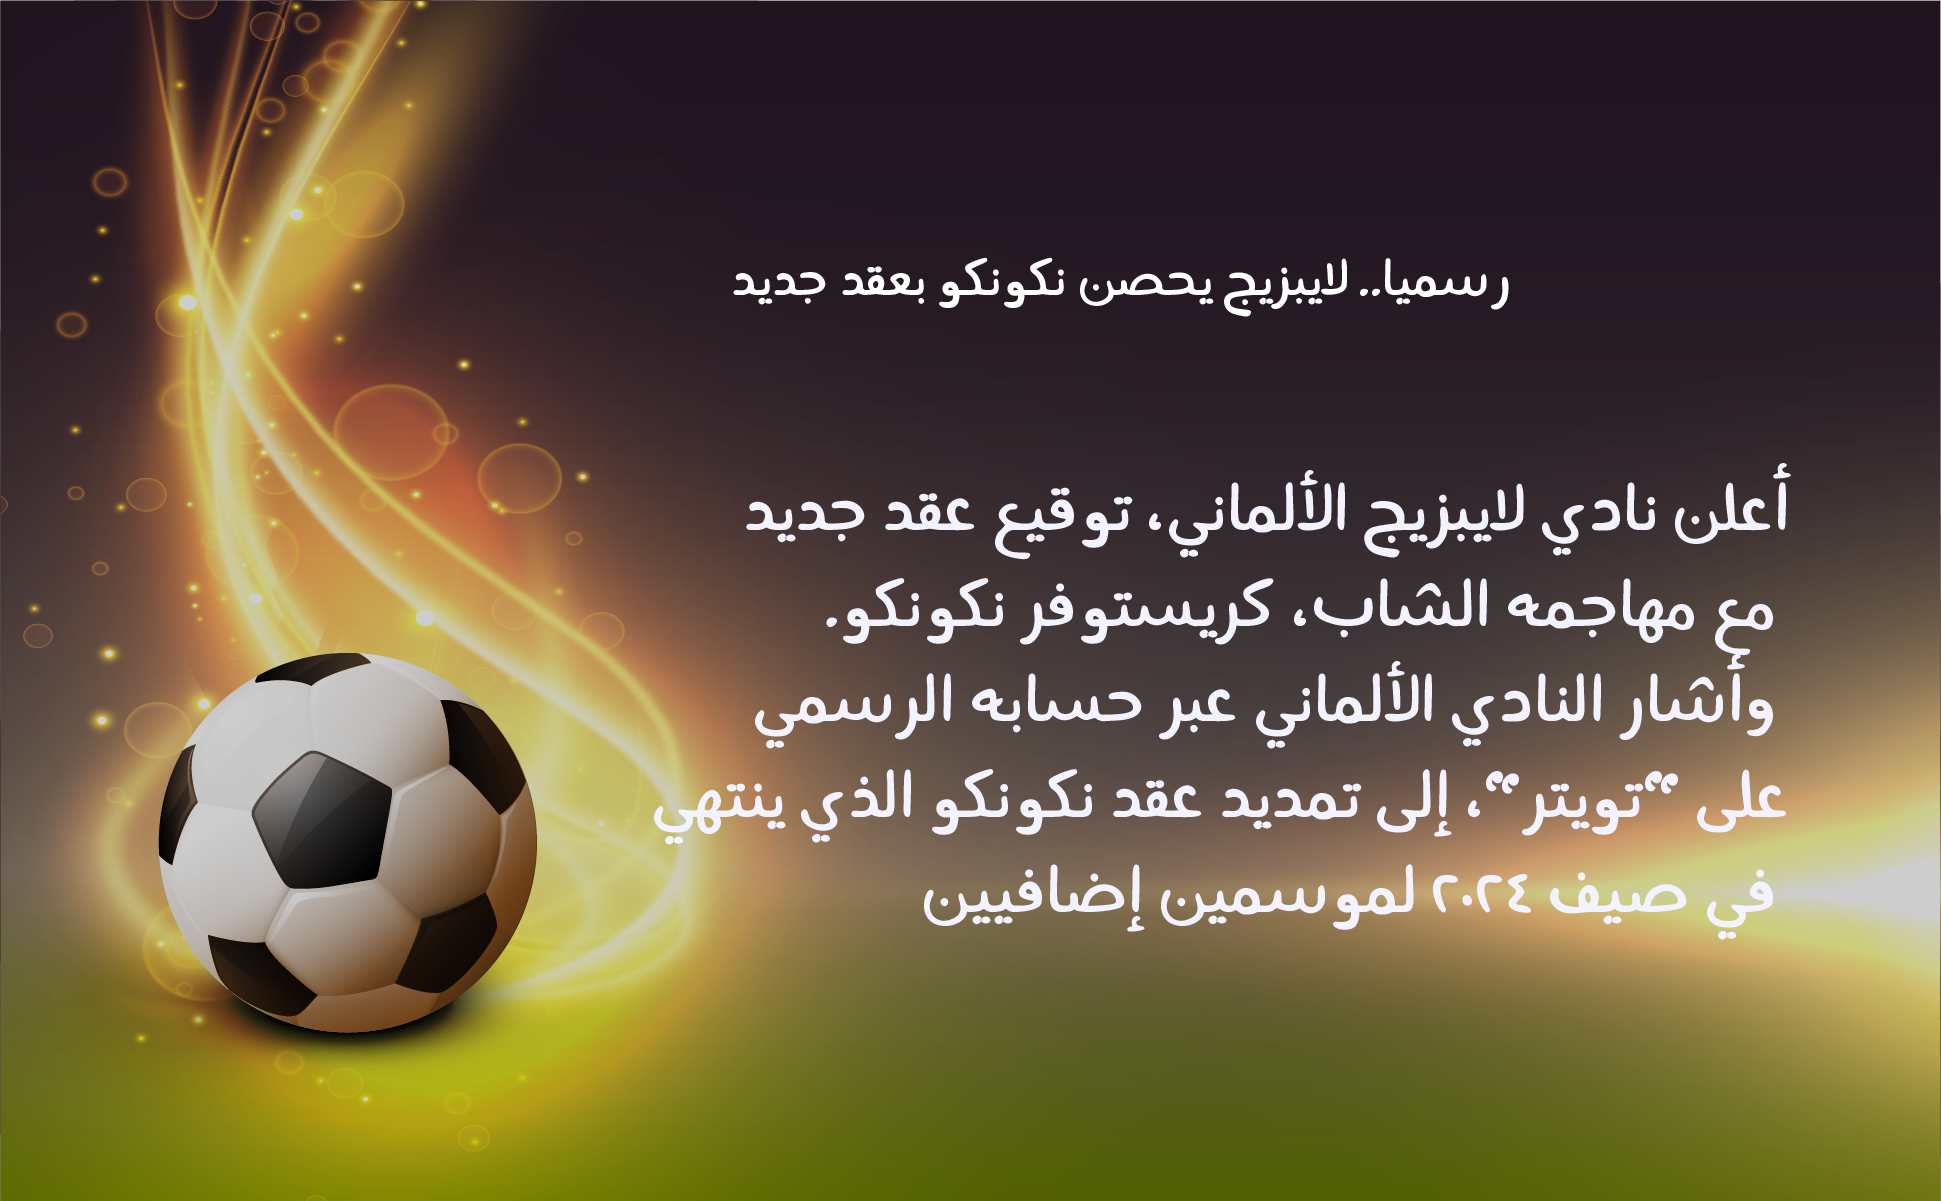 رسميا.. لايبزيج يحصن نكونكو بعقد جديد
أعلن نادي لايبزيج الألماني، توقيع عقد جديد
مع مهاجمه الشاب، كريستوفر نكونكو.
وأشار النادي الألماني عبر حسابه الرسمي
على “تويتر”، إلى تمديد عقد نكونكو الذي ينتهي
في صيف ٢٠٢٤ لموسمين إضافيين